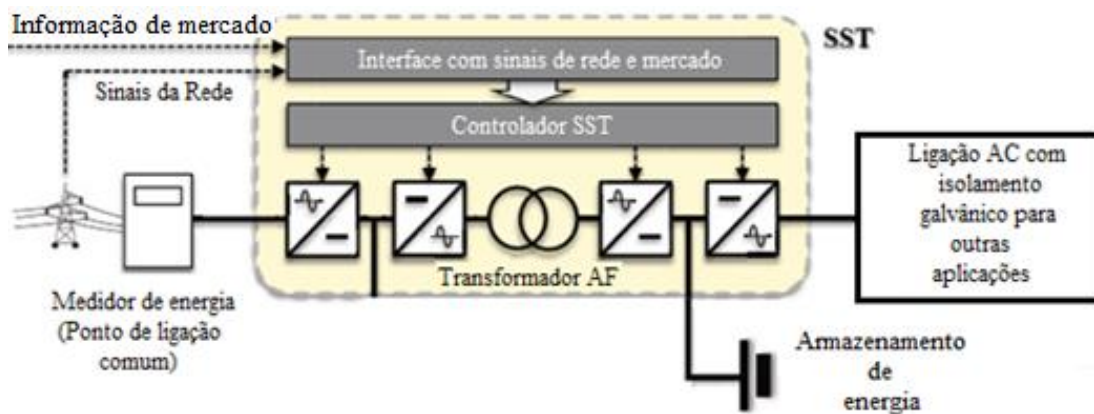 Informação de mercado
SST
Interface com sinais de rede e mercado
Sinais da Rede
Controlador SST
Ligação AC com
isolamento
galvânico para
outras
aplicações
Transformador AF
Medidor de energia
(Ponto de ligação
comum)
Armazenamento
de
energia